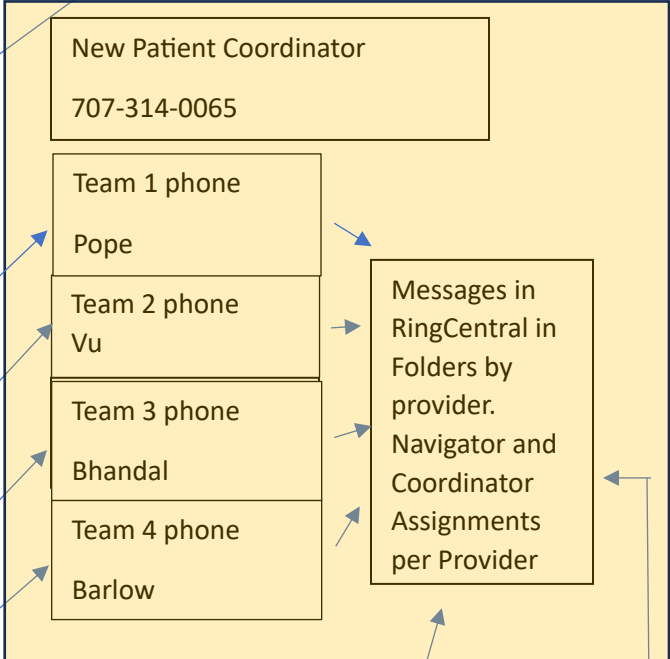 New Patient Coordinator
707-314-0065
Team 1 phone
Pope
Team 2 phone
Vu
Team 3 phone
Bhandal
Team 4 phone
Barlow
Messages in
RingCentral in
Folders by
provider.
Navigator and
Coordinator
Assignments
per Provider